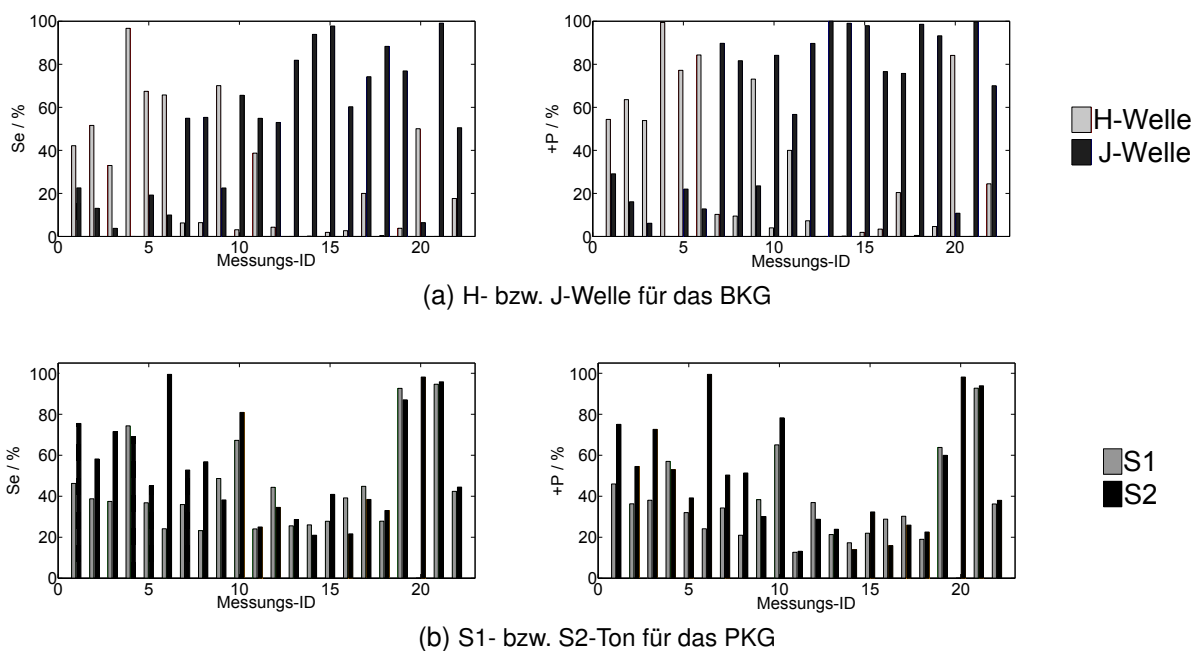 100
80
60
40
20
0
Se / %
0 5 10 15 20
Messungs-ID
100
80
60
40
20
0
+P / %
0 5 10 15 20
Messungs-ID
H-Welle
J-Welle
(a) H- bzw. J-Welle für das BKG
100
80
60
40
20
0
Se / %
0 5 10 15 20
Messungs-ID
100
80
60
40
20
0
+P / %
0 5 10 15 20
Messungs-ID
S1
S2
(b) S1- bzw. S2-Ton für das PKG